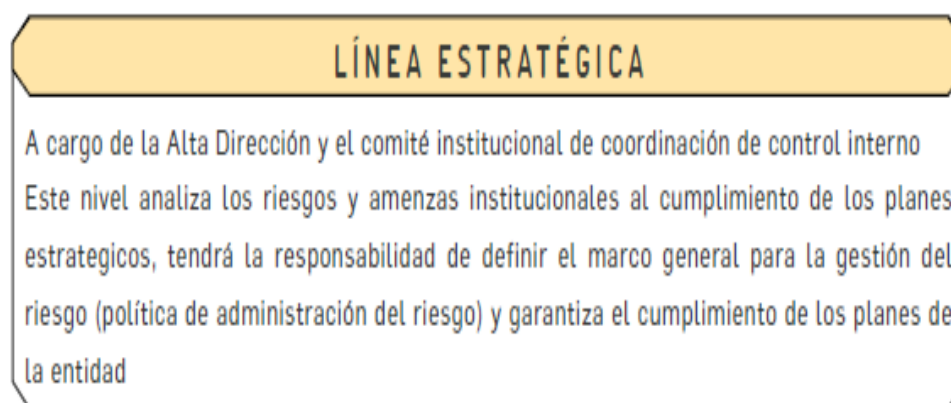 LÍNEA ESTRATÉGICA
A cargo de la Alta Dirección y el comité institucional de coordinación de control interno
Este nivel analiza los riesgos y amenzas institucionales al cumplimiento de los planes
estrategicos, tendrá la responsabilidad de definir el marco general para la gestión del
riesgo (política de administración del riesgo) y garantiza el cumplimiento de los planes de
la entidad